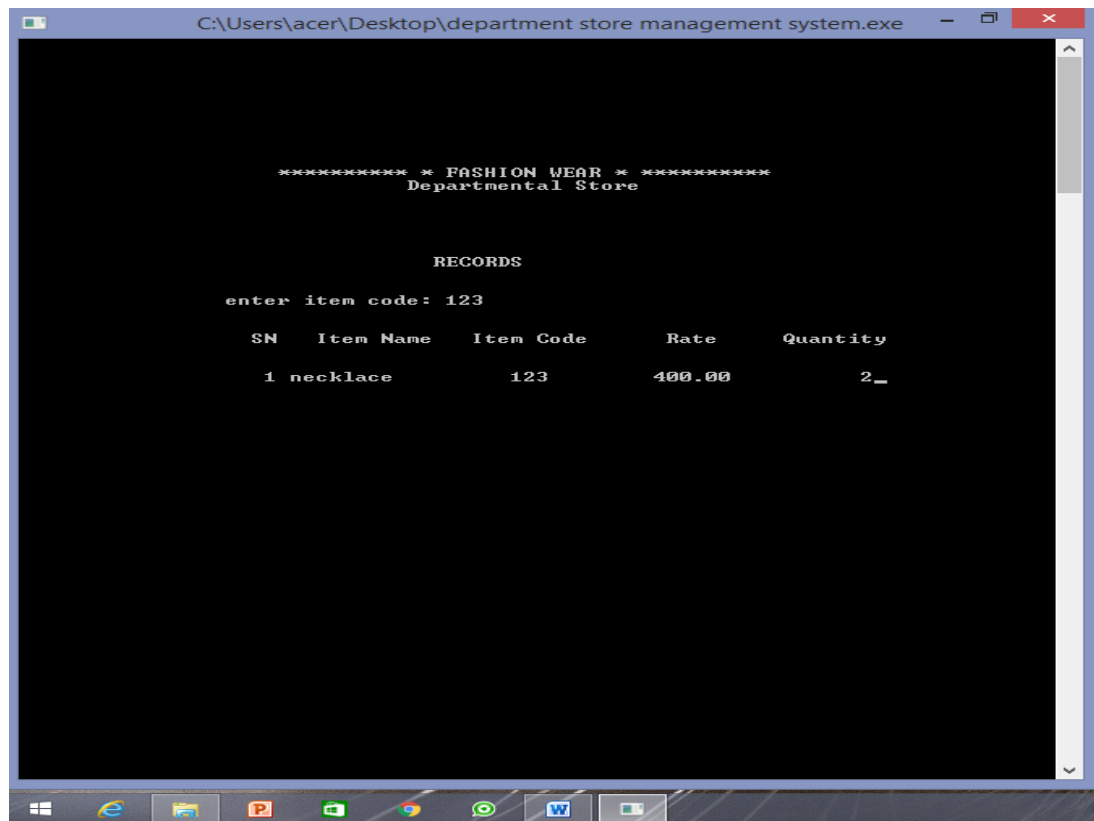 C:\Users\acer\Desktop\department store management system.exe
********** * FASHION WEAR * **********
Departmental Store
RECORDS
enter item code: 123
SN Item Name Item Code Rate Quantity
1 necklace 123 400.00 2_